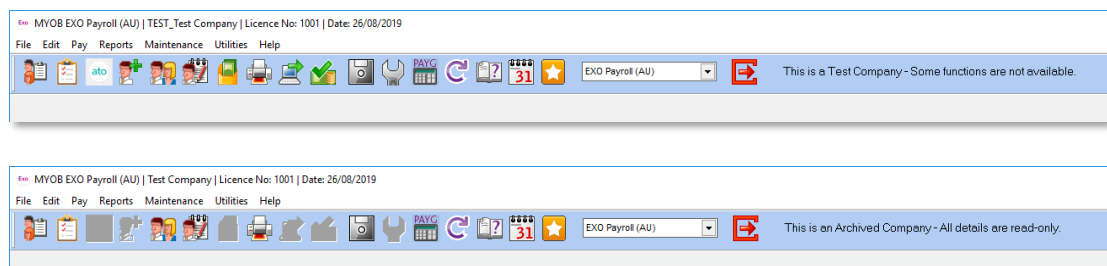 Exo MYOB EXO Payroll (AU) | TEST_Test Company | Licence No: 1001 | Date: 26/08/2019
File Edit Pay Reports Maintenance Utilities Help
ato PAYG 31 EXO Payroll (AU) This is a Test Company - Some functions are not available.
Exo MYOB EXO Payroll (AU) | Test Company | Licence No: 1001 | Date: 26/08/2019
File Edit Pay Reports Maintenance Utilities Help
PAYG 31 EXO Payroll (AU) This is an Archived Company - All details are read-only.